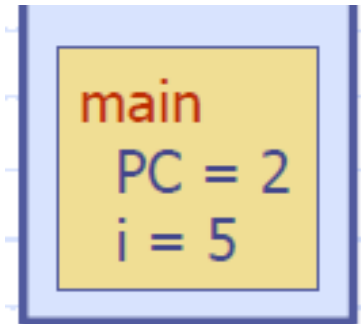 main
PC = 2
i = 5